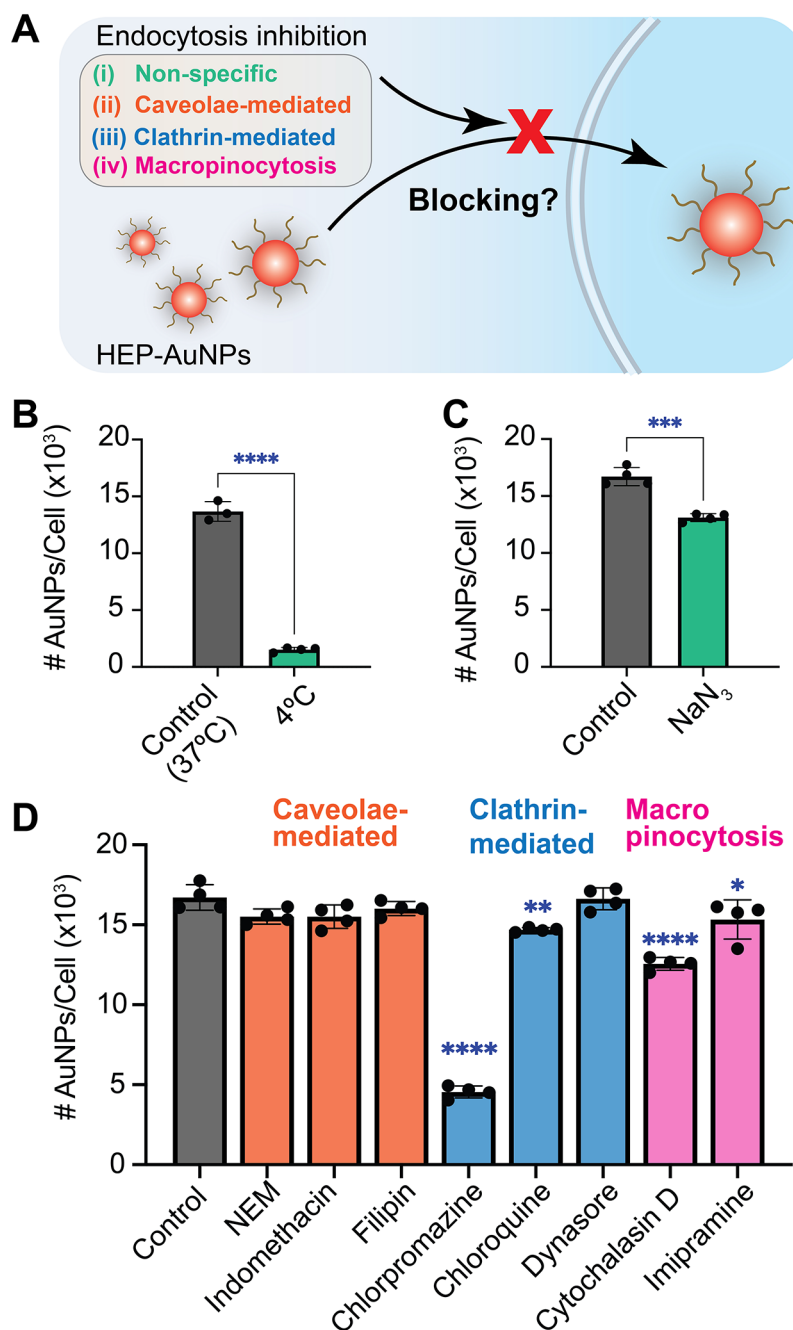 A
Endocytosis inhibition
(i) Non-specific
(ii) Caveolae-mediated
(iii) Clathrin-mediated
(iv) Macropinocytosis
X
Blocking?
HEP-AuNPs
B
# AuNPs/Cell (x10³)
20
15
10
5
0
****
Control
(37ºC)
4ºC
C
# AuNPs/Cell (x10³)
20
15
10
5
0
***
Control
NaN₃
D
Caveolae-
mediated
Clathrin-
mediated
Macro
pinocytosis
# AuNPs/Cell (x10³)
20
15
10
5
0
****
**
****
*
Control
NEM
Indomethacin
Filipin
Chlorpromazine
Chloroquine
Dynasore
Cytochalasin D
Imipramine